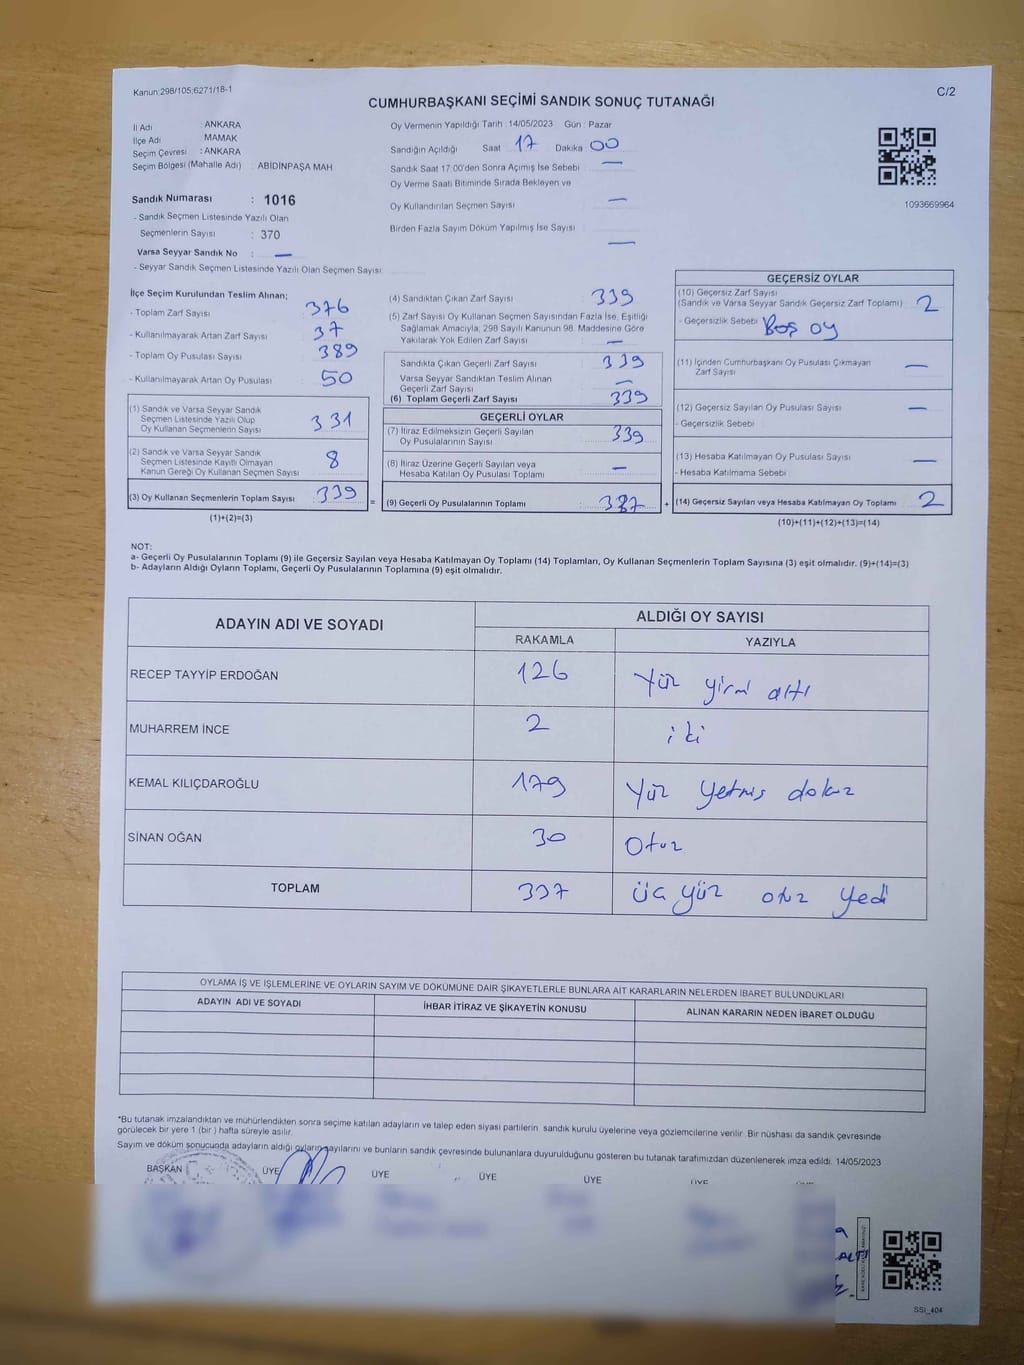 Kanun:298/105;6271/18-1
C/2
CUMHURBAŞKANI SEÇİMİ SANDIK SONUÇ TUTANAĞI
İl Adı : ANKARA
İlçe Adı : MAMAK
Seçim Çevresi : ANKARA
Seçim Bölgesi (Mahalle Adı) : ABİDİNPAŞA MAH
Sandık Numarası : 1016
- Sandık Seçmen Listesinde Yazılı Olan
Seçmenlerin Sayısı : 370
Varsa Seyyar Sandık No : —
- Seyyar Sandık Seçmen Listesinde Yazılı Olan Seçmen Sayısı
Oy Vermenin Yapıldığı Tarih : 14/05/2023 Gün : Pazar
Sandığın Açıldığı Saat 17 Dakika 00
Sandık Saat 17:00'den Sonra Açımış İse Sebebi —
Oy Verme Saati Bitiminde Sırada Bekleyen ve
Oy Kullandırılan Seçmen Sayısı —
Birden Fazla Sayım Döküm Yapılmış İse Sayısı —
1093669964
İlçe Seçim Kurulundan Teslim Alınan;
- Toplam Zarf Sayısı 376
- Kullanılmayarak Artan Zarf Sayısı 37
- Toplam Oy Pusulası Sayısı 389
- Kullanılmayarak Artan Oy Pusulası 50
(1) Sandık ve Varsa Seyyar Sandık
Seçmen Listesinde Yazılı Olup
Oy Kullanan Seçmenlerin Sayısı 331
(2) Sandık ve Varsa Seyyar Sandık
Seçmen Listesinde Kayıtlı Olmayan
Kanun Gereği Oy Kullanan Seçmen Sayısı 8
(3) Oy Kullanan Seçmenlerin Toplam Sayısı 339 =
(1)+(2)=(3)
(4) Sandıktan Çıkan Zarf Sayısı 339
(5) Zarf Sayısı Oy Kullanan Seçmen Sayısından Fazla İse, Eşitliği
Sağlamak Amacıyla, 298 Sayılı Kanunun 98. Maddesine Göre
Yakılarak Yok Edilen Zarf Sayısı —
Sandıkta Çıkan Geçerli Zarf Sayısı 339
Varsa Seyyar Sandıktan Teslim Alınan
Geçerli Zarf Sayısı —
(6) Toplam Geçerli Zarf Sayısı 339
GEÇERLİ OYLAR
(7) İtiraz Edilmeksizin Geçerli Sayılan
Oy Pusulalarının Sayısı 339
(8) İtiraz Üzerine Geçerli Sayılan veya
Hesaba Katılan Oy Pusulası Toplamı —
(9) Geçerli Oy Pusulalarının Toplamı 337 +
GEÇERSİZ OYLAR
(10) Geçersiz Zarf Sayısı
(Sandık ve Varsa Seyyar Sandık Geçersiz Zarf Toplamı) 2
- Geçersizlik Sebebi Boş oy
(11) İçinden Cumhurbaşkanı Oy Pusulası Çıkmayan
Zarf Sayısı —
(12) Geçersiz Sayılan Oy Pusulası Sayısı —
- Geçersizlik Sebebi
(13) Hesaba Katılmayan Oy Pusulası Sayısı —
- Hesaba Katılmama Sebebi
(14) Geçersiz Sayılan veya Hesaba Katılmayan Oy Toplamı 2
(10)+(11)+(12)+(13)=(14)
NOT:
a- Geçerli Oy Pusulalarının Toplamı (9) ile Geçersiz Sayılan veya Hesaba Katılmayan Oy Toplamı (14) Toplamları, Oy Kullanan Seçmenlerin Toplam Sayısına (3) eşit olmalıdır. (9)+(14)=(3)
b- Adayların Aldığı Oyların Toplamı, Geçerli Oy Pusulalarının Toplamına (9) eşit olmalıdır.
ADAYIN ADI VE SOYADI
ALDIĞI OY SAYISI
RAKAMLA YAZIYLA
RECEP TAYYİP ERDOĞAN 126 Yüz yirmi altı
MUHARREM İNCE 2 iki
KEMAL KILIÇDAROĞLU 179 Yüz yetmiş dokuz
SİNAN OĞAN 30 Otuz
TOPLAM 337 üç yüz otuz yedi
OYLAMA İŞ VE İŞLEMLERİNE VE OYLARIN SAYIM VE DÖKÜMÜNE DAİR ŞİKAYETLERLE BUNLARA AİT KARARLARIN NELERDEN İBARET BULUNDUKLARI
ADAYIN ADI VE SOYADI İHBAR İTİRAZ VE ŞİKAYETİN KONUSU ALINAN KARARIN NEDEN İBARET OLDUĞU
*Bu tutanak imzalandıktan ve mühürlendikten sonra seçime katılan adayların ve talep eden siyasi partilerin sandık kurulu üyelerine veya gözlemcilerine verilir. Bir nüshası da sandık çevresinde
görülecek bir yere 1 (bir ) hafta süreyle asılır.
Sayım ve döküm sonucunda adayların aldığı oyların sayılarını ve bunların sandık çevresinde bulunanlara duyurulduğunu gösteren bu tutanak tarafımızdan düzenlenerek imza edildi. 14/05/2023
BAŞKAN ÜYE ÜYE ÜYE ÜYE ÜYE
ALTI
SSİ_404